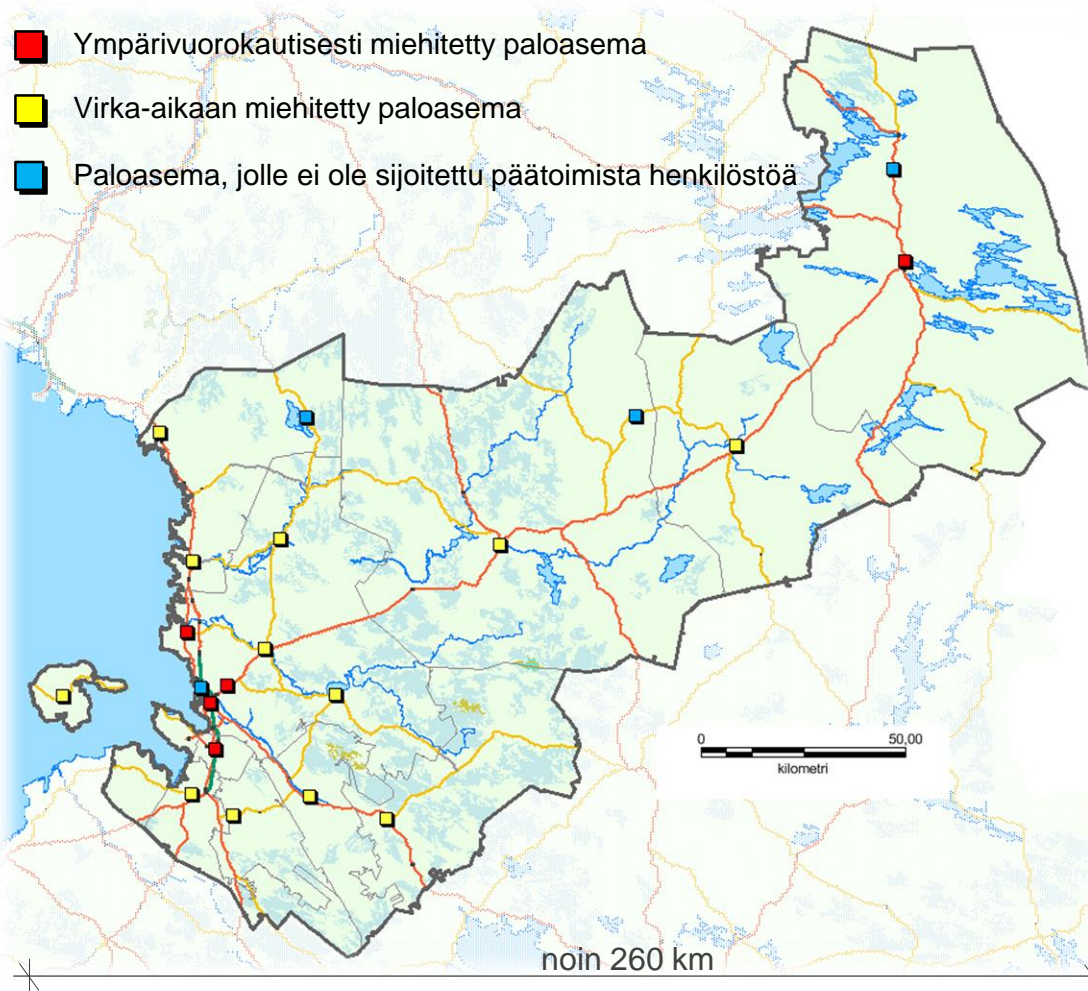 Ympärivuorokautisesti miehitetty paloasema
Virka-aikaan miehitetty paloasema
Paloasema, jolle ei ole sijoitettu päätoimista henkilöstöä
0 50,00
kilometri
noin 260 km